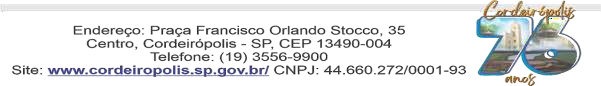 Endereço: Praça Francisco Orlando Stocco, 35
Centro, Cordeirópolis - SP, CEP 13490-004
Telefone: (19) 3556-9900
Site: www.cordeiropolis.sp.gov.br/ CNPJ: 44.660.272/0001-93
Cordeirópolis
76
anos